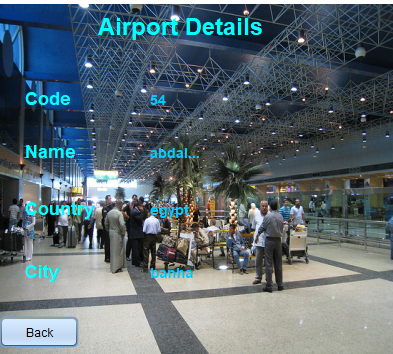 Airport Details
Code 54
Name abdal...
Country egypt
City banha
Back